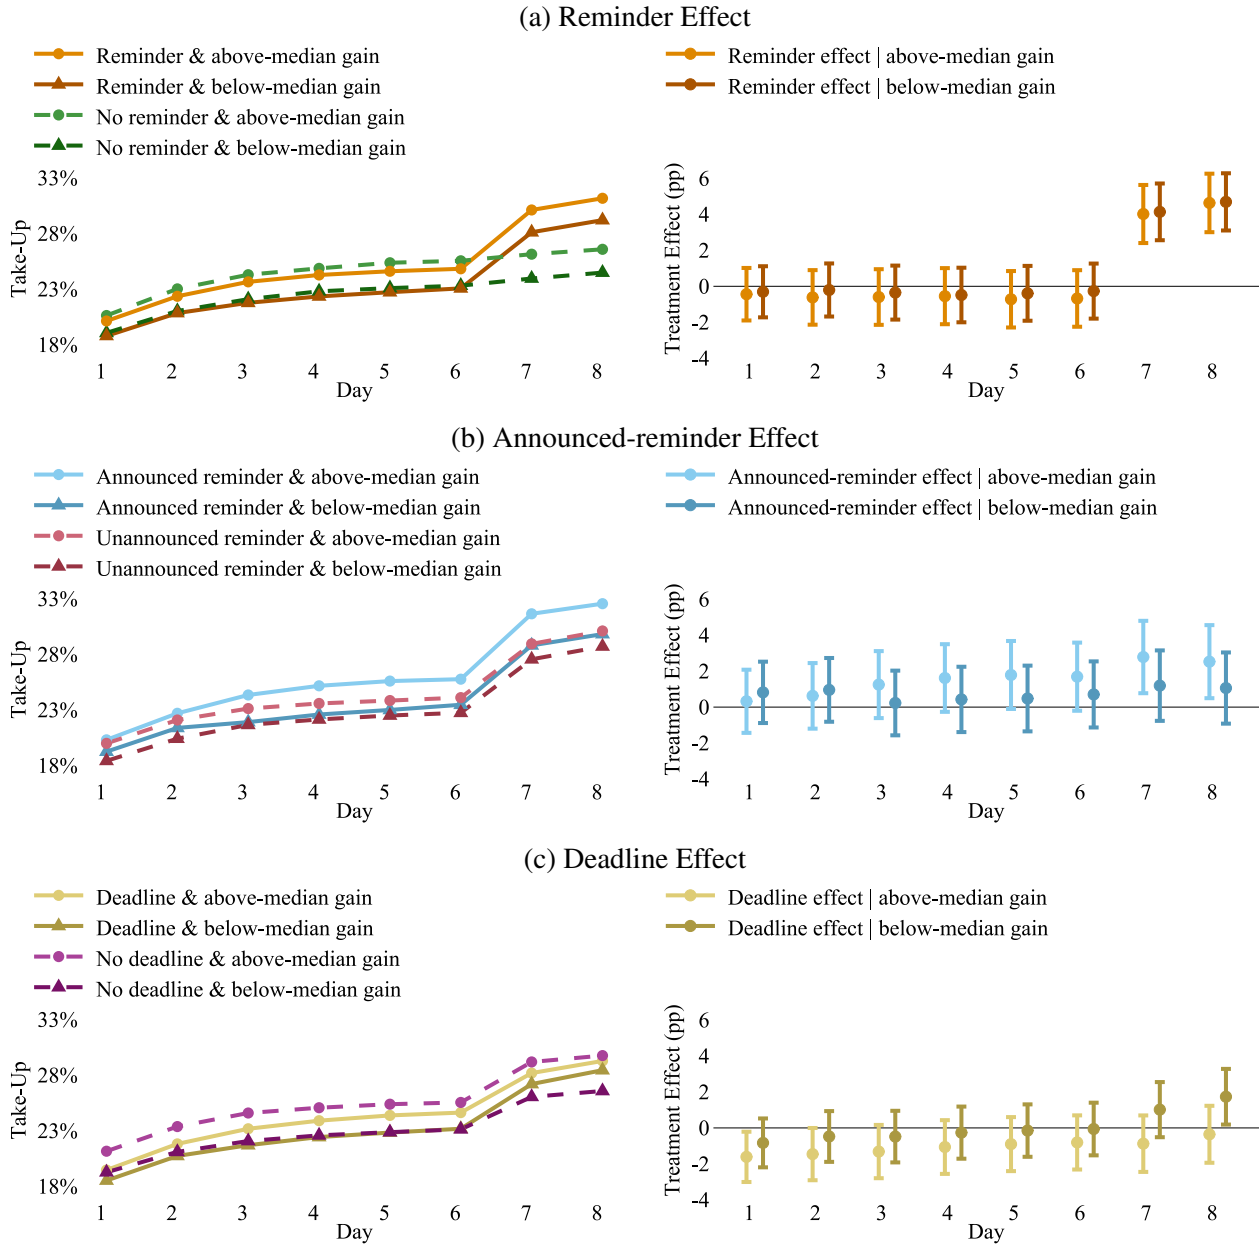 (a) Reminder Effect
Reminder & above-median gain
Reminder & below-median gain
No reminder & above-median gain
No reminder & below-median gain
33%
28%
23%
18%
Take-Up
1 2 3 4 5 6 7 8
Day
Reminder effect | above-median gain
Reminder effect | below-median gain
6
4
2
0
-2
-4
Treatment Effect (pp)
1 2 3 4 5 6 7 8
Day
(b) Announced-reminder Effect
Announced reminder & above-median gain
Announced reminder & below-median gain
Unannounced reminder & above-median gain
Unannounced reminder & below-median gain
33%
28%
23%
18%
Take-Up
1 2 3 4 5 6 7 8
Day
Announced-reminder effect | above-median gain
Announced-reminder effect | below-median gain
6
4
2
0
-2
-4
Treatment Effect (pp)
1 2 3 4 5 6 7 8
Day
(c) Deadline Effect
Deadline & above-median gain
Deadline & below-median gain
No deadline & above-median gain
No deadline & below-median gain
33%
28%
23%
18%
Take-Up
1 2 3 4 5 6 7 8
Day
Deadline effect | above-median gain
Deadline effect | below-median gain
6
4
2
0
-2
-4
Treatment Effect (pp)
1 2 3 4 5 6 7 8
Day